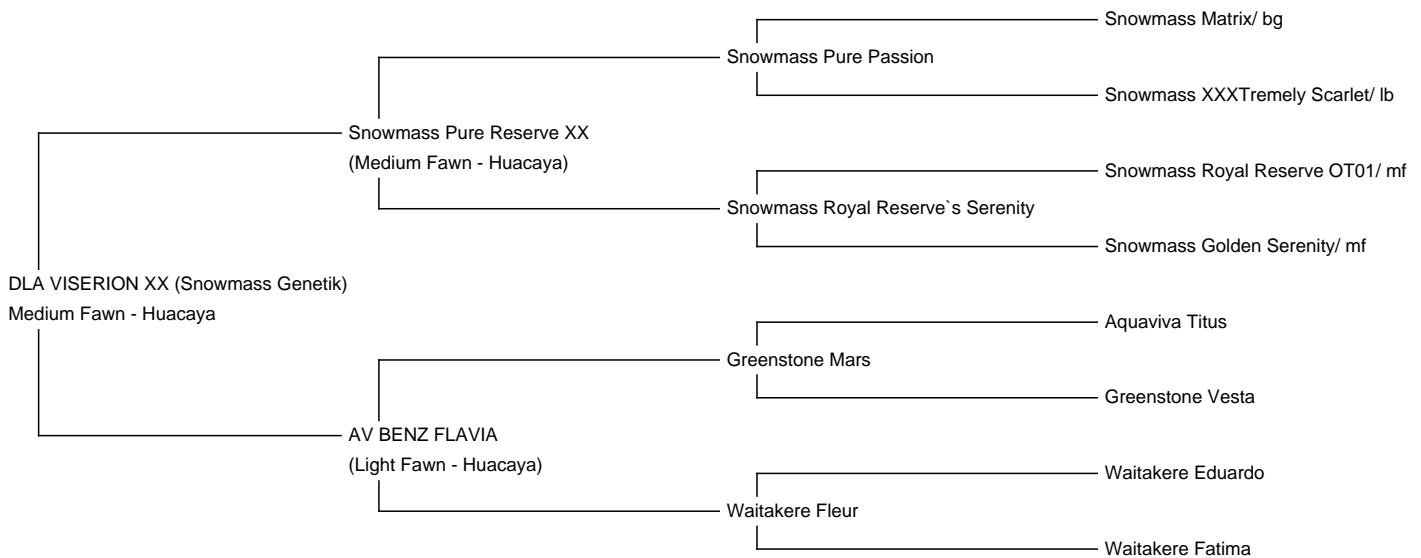 Snowmass Matrix/ bg
Snowmass Pure Passion
Snowmass XXXTremely Scarlet/ lb
Snowmass Pure Reserve XX
(Medium Fawn - Huacaya)
Snowmass Royal Reserve OT01/ mf
Snowmass Royal Reserve`s Serenity
Snowmass Golden Serenity/ mf
DLA VISERION XX (Snowmass Genetik)
Medium Fawn - Huacaya
Aquaviva Titus
Greenstone Mars
Greenstone Vesta
AV BENZ FLAVIA
(Light Fawn - Huacaya)
Waitakere Eduardo
Waitakere Fleur
Waitakere Fatima